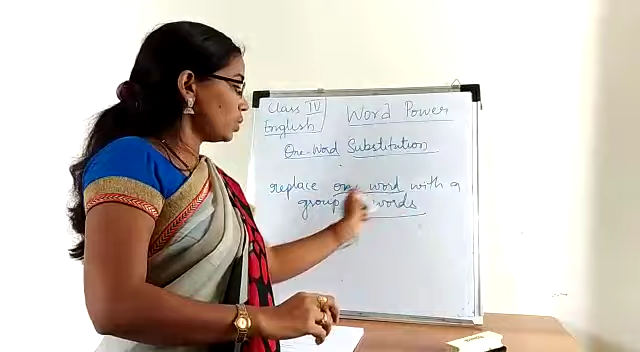 Class IV
English
Word Power
One-Word Substitution
replace one word with a
group words